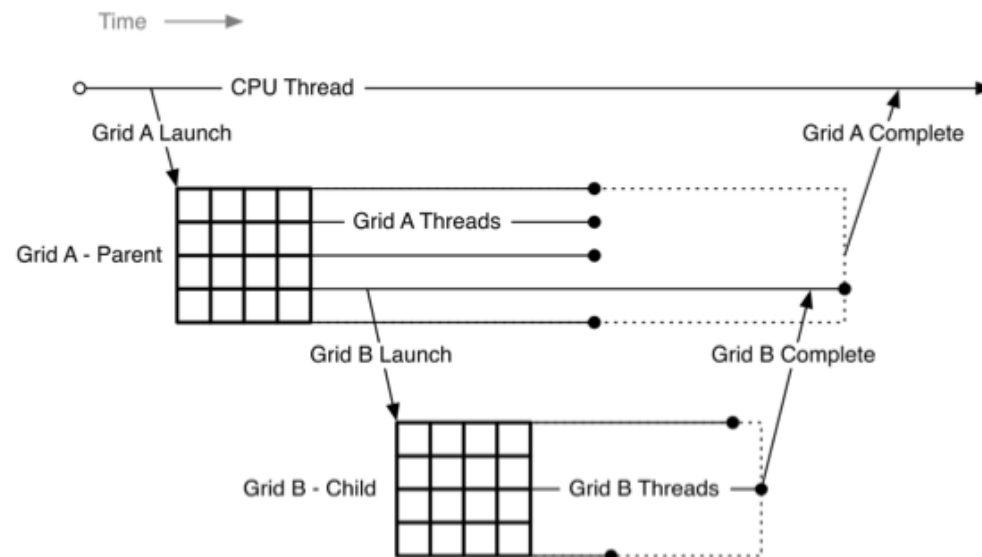 Time
CPU Thread
Grid A Launch
Grid A Complete
Grid A Threads
Grid A - Parent
Grid B Launch
Grid B Complete
Grid B - Child
Grid B Threads